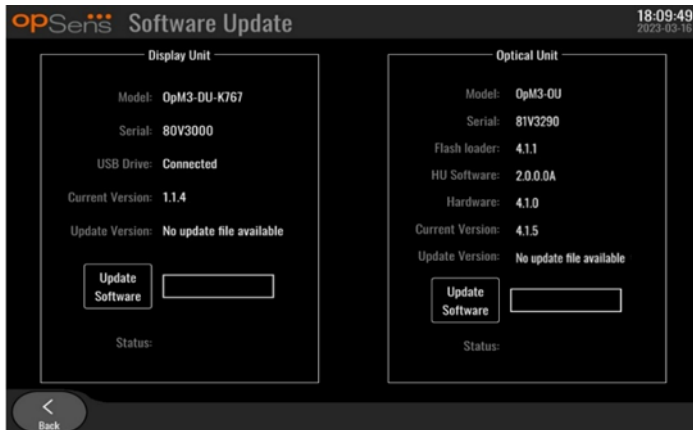 opSens Software Update
18:09:49
2023-03-16
Display Unit
Model: OpM3-DU-K767
Serial: 80V3000
USB Drive: Connected
Current Version: 1.1.4
Update Version: No update file available
Update
Software
Status:
Optical Unit
Model: OpM3-OU
Serial: 81V3290
Flash loader: 4.1.1
HU Software: 2.0.0.0A
Hardware: 4.1.0
Current Version: 4.1.5
Update Version: No update file available
Update
Software
Status:
Back